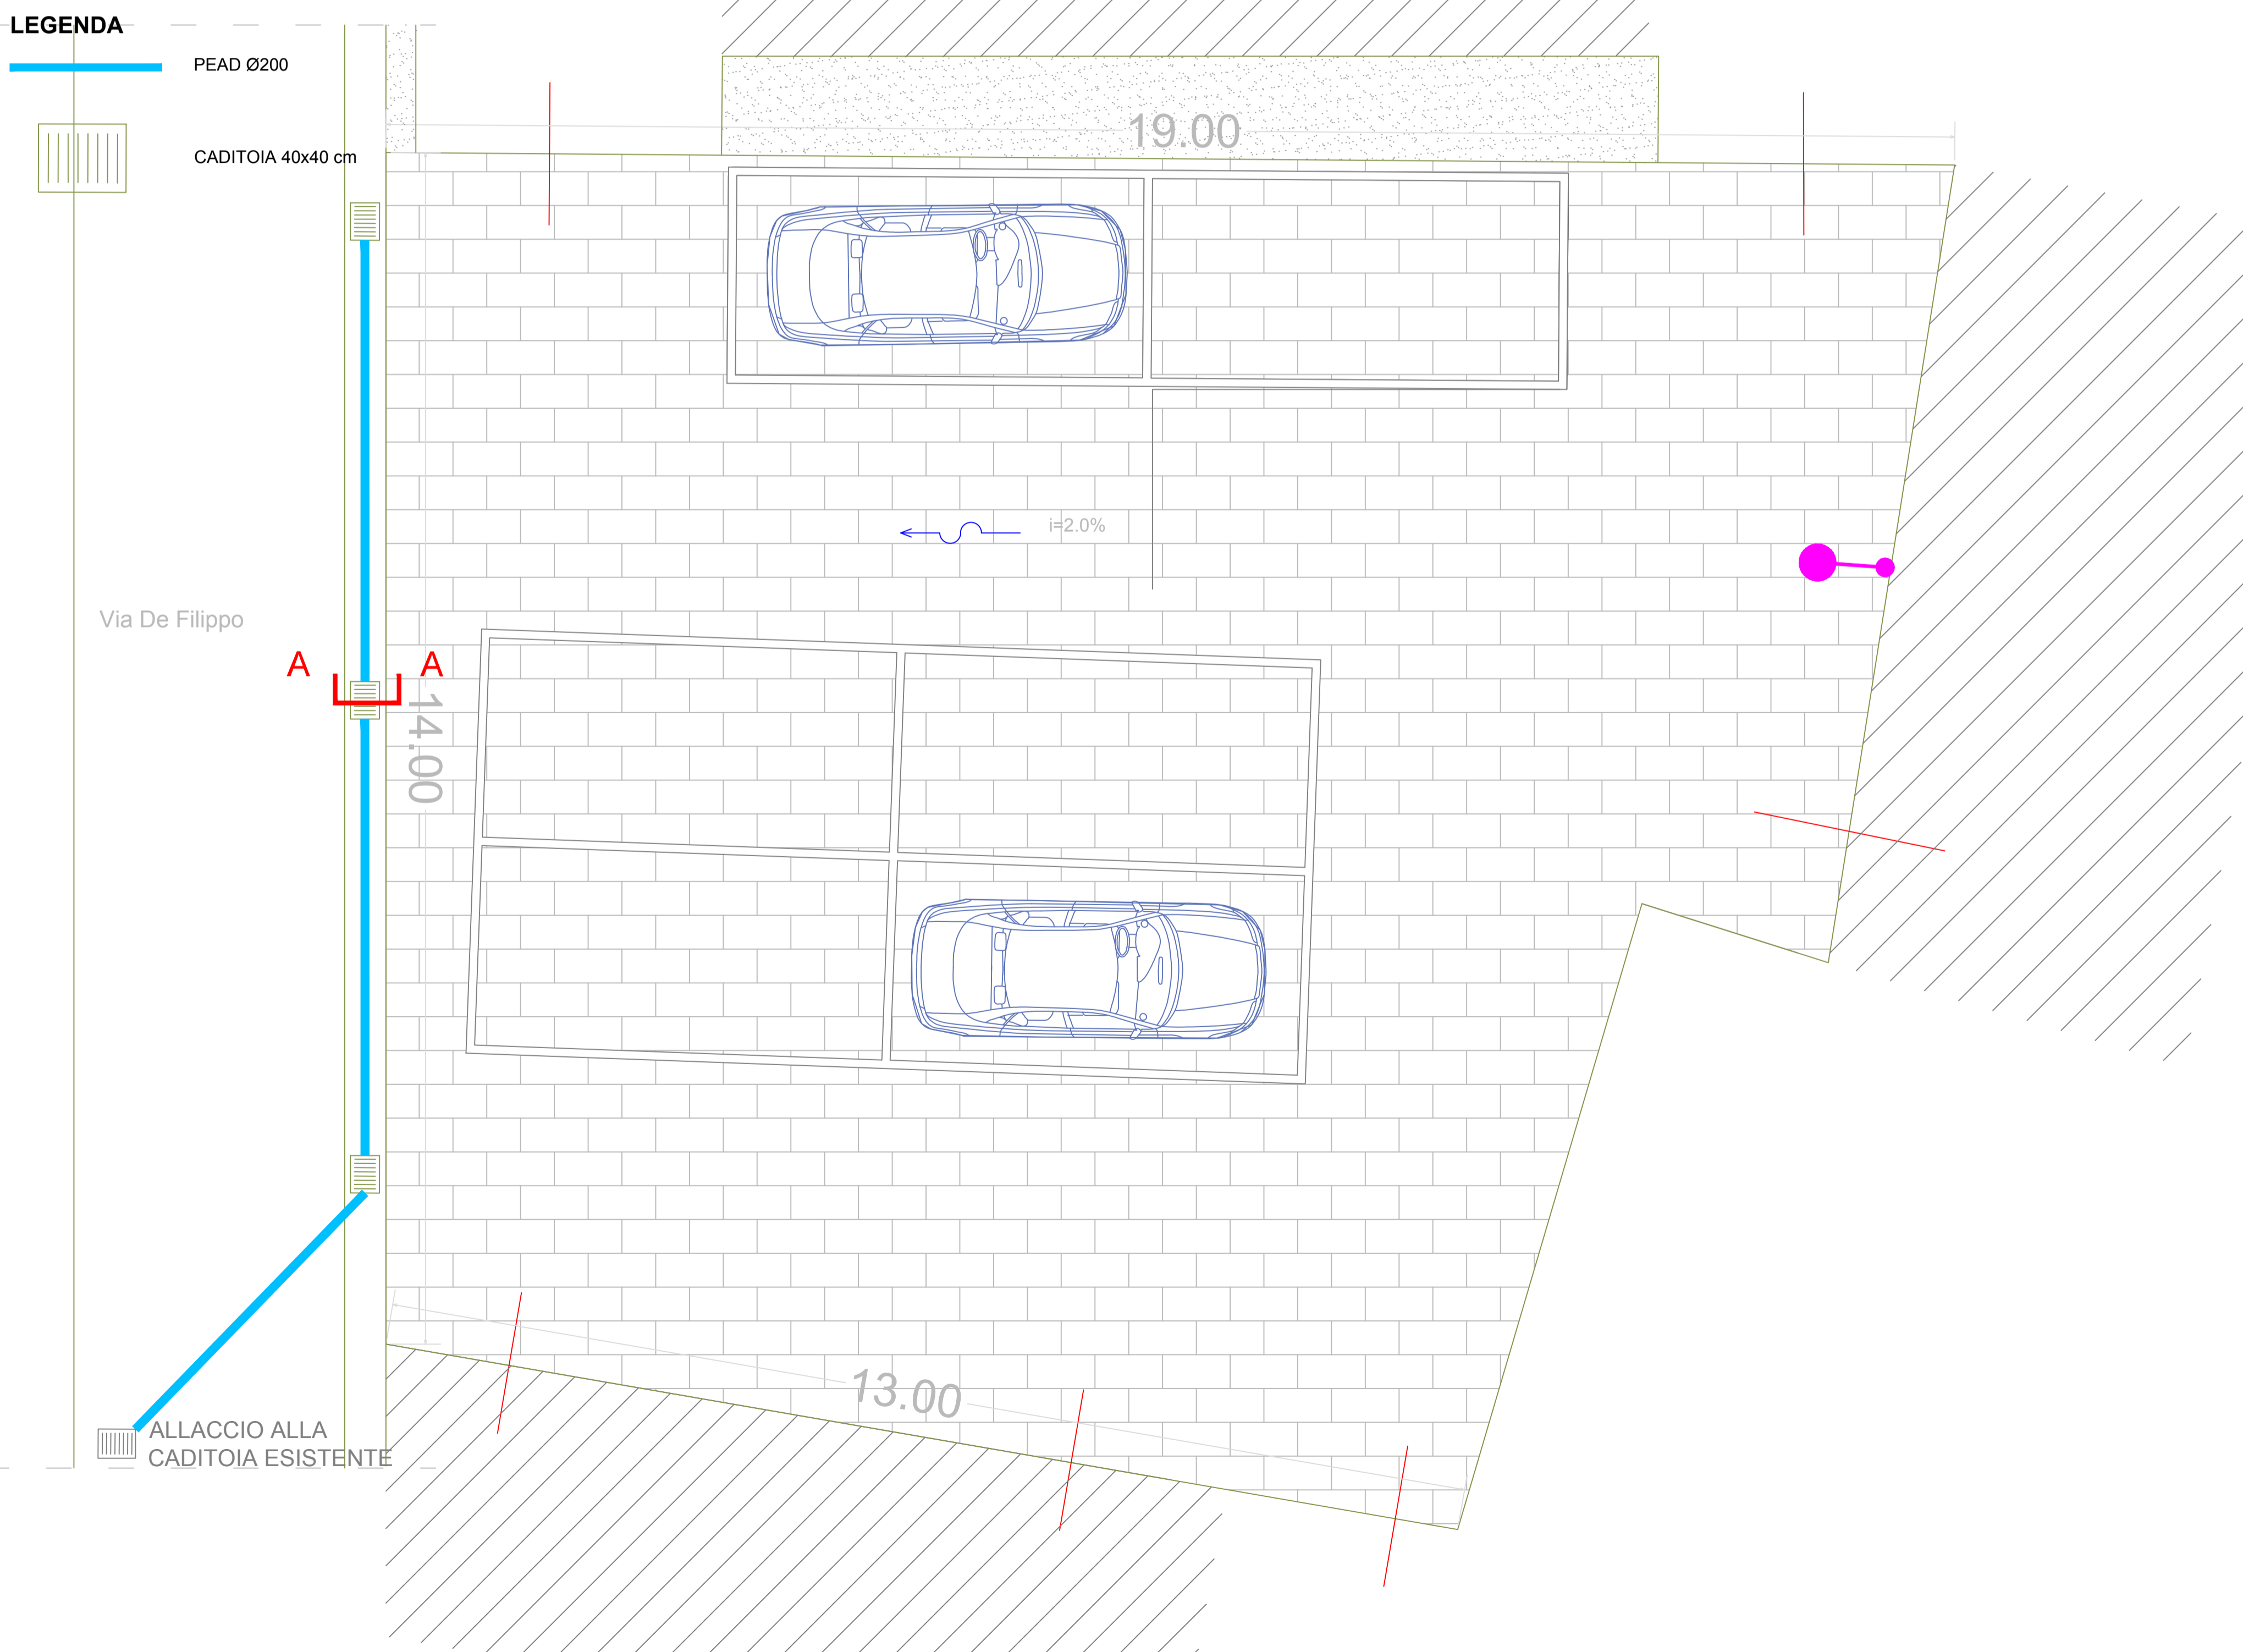 LEGENDA
PEAD Ø200
CADITOIA 40x40 cm
19.00
i=2.0%
Via De Filippo
A
A
14.00
13.00
ALLACCIO ALLA
CADITOIA ESISTENTE